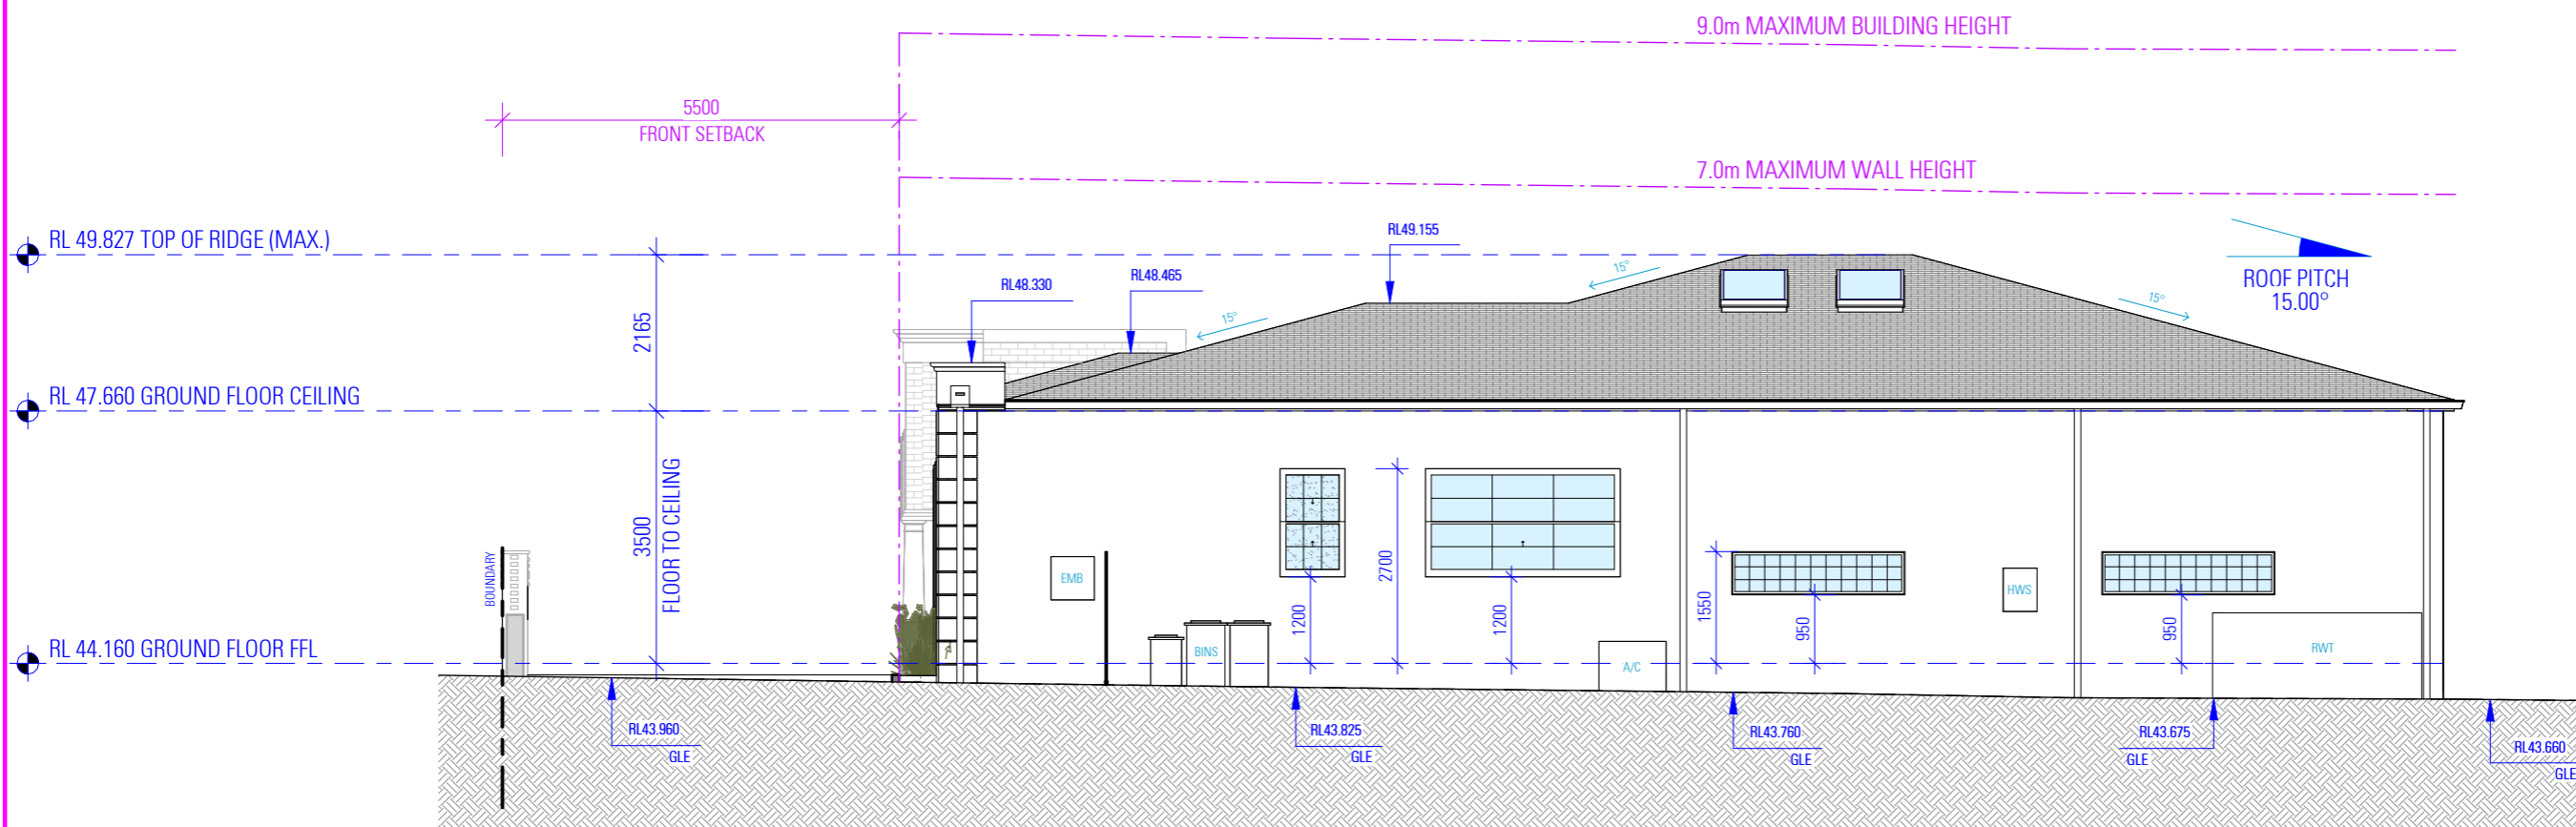 9.0m MAXIMUM BUILDING HEIGHT
5500
FRONT SETBACK
7.0m MAXIMUM WALL HEIGHT
RL 49.827 TOP OF RIDGE (MAX.)
RL49.155
RL48.465
RL48.330
15°
15°
15°
ROOF PITCH
15.00°
2165
RL 47.660 GROUND FLOOR CEILING
3500
FLOOR TO CEILING
BOUNDARY
EMB
2700
1200
1200
1550
950
950
HWS
BINS
A/C
RWT
RL 44.160 GROUND FLOOR FFL
RL43.960
GLE
RL43.825
GLE
RL43.760
GLE
RL43.675
GLE
RL43.660
GLE